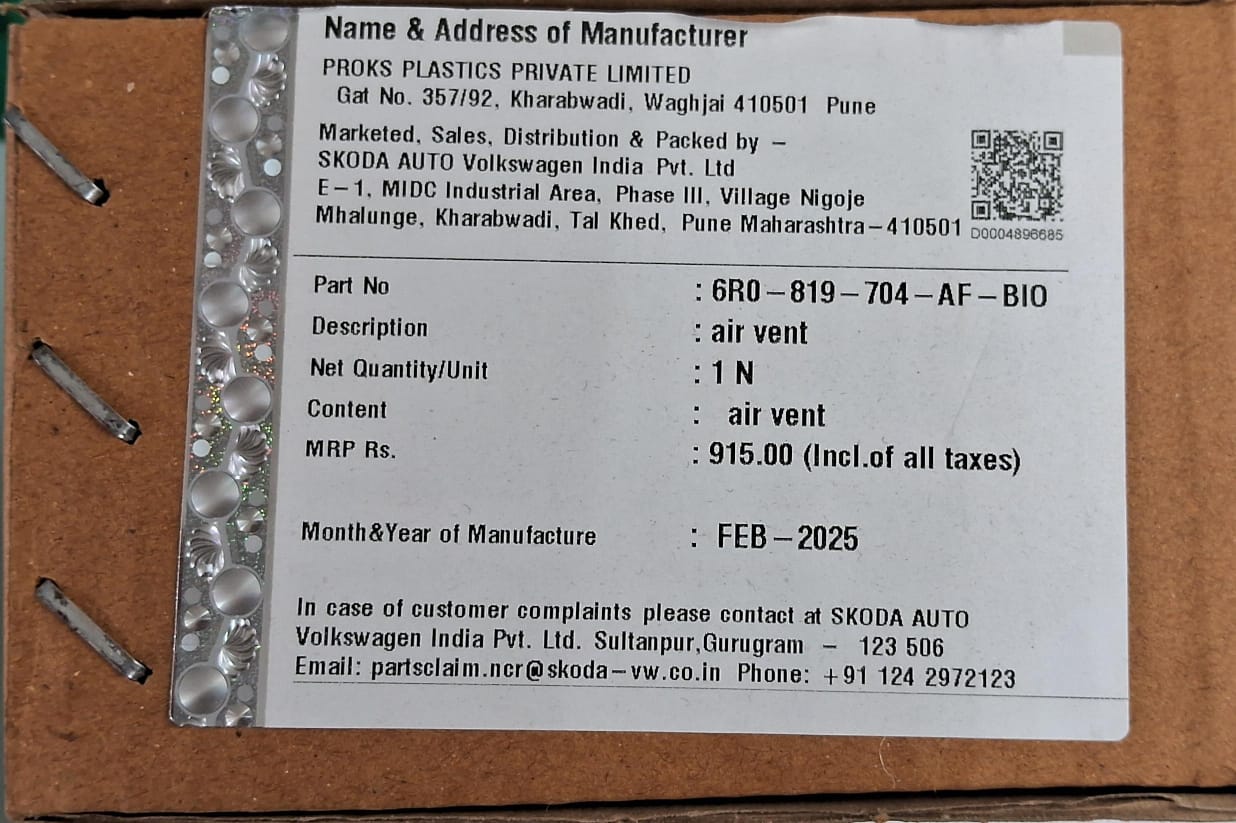 Name & Address of Manufacturer
PROKS PLASTICS PRIVATE LIMITED
Gat No. 357/92, Kharabwadi, Waghjai 410501 Pune
Marketed, Sales, Distribution & Packed by –
SKODA AUTO Volkswagen India Pvt. Ltd
E–1, MIDC Industrial Area, Phase III, Village Nigoje
Mhalunge, Kharabwadi, Tal Khed, Pune Maharashtra–410501
D0004896685
Part No : 6R0–819–704–AF–BIO
Description : air vent
Net Quantity/Unit : 1 N
Content : air vent
MRP Rs. : 915.00 (Incl.of all taxes)
Month&Year of Manufacture : FEB–2025
In case of customer complaints please contact at SKODA AUTO
Volkswagen India Pvt. Ltd. Sultanpur,Gurugram – 123 506
Email: partsclaim.ncr@skoda–vw.co.in Phone: +91 124 2972123